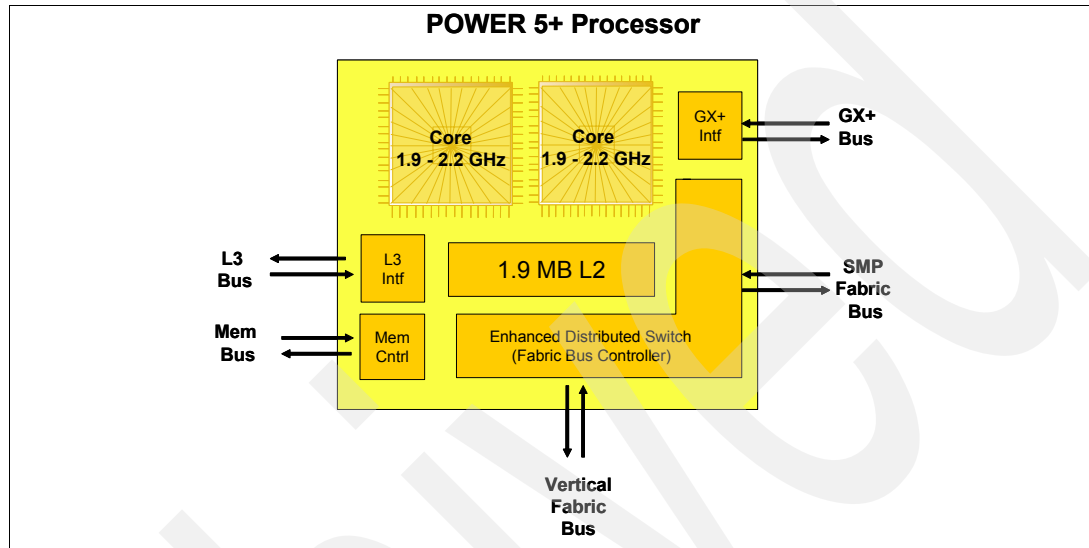 POWER 5+ Processor
Core
1.9 - 2.2 GHz
Core
1.9 - 2.2 GHz
GX+
Intf
GX+
Bus
L3
Bus
L3
Intf
1.9 MB L2
SMP
Fabric
Bus
Mem
Bus
Mem
Cntrl
Enhanced Distributed Switch
(Fabric Bus Controller)
Vertical
Fabric
Bus